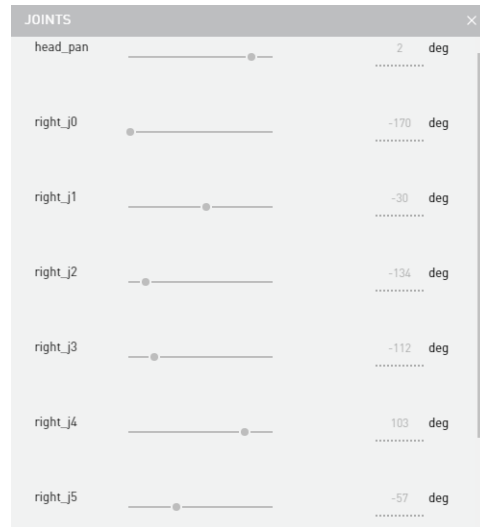 JOINTS ×
head_pan 2 deg
right_j0 -170 deg
right_j1 -30 deg
right_j2 -134 deg
right_j3 -112 deg
right_j4 103 deg
right_j5 -57 deg